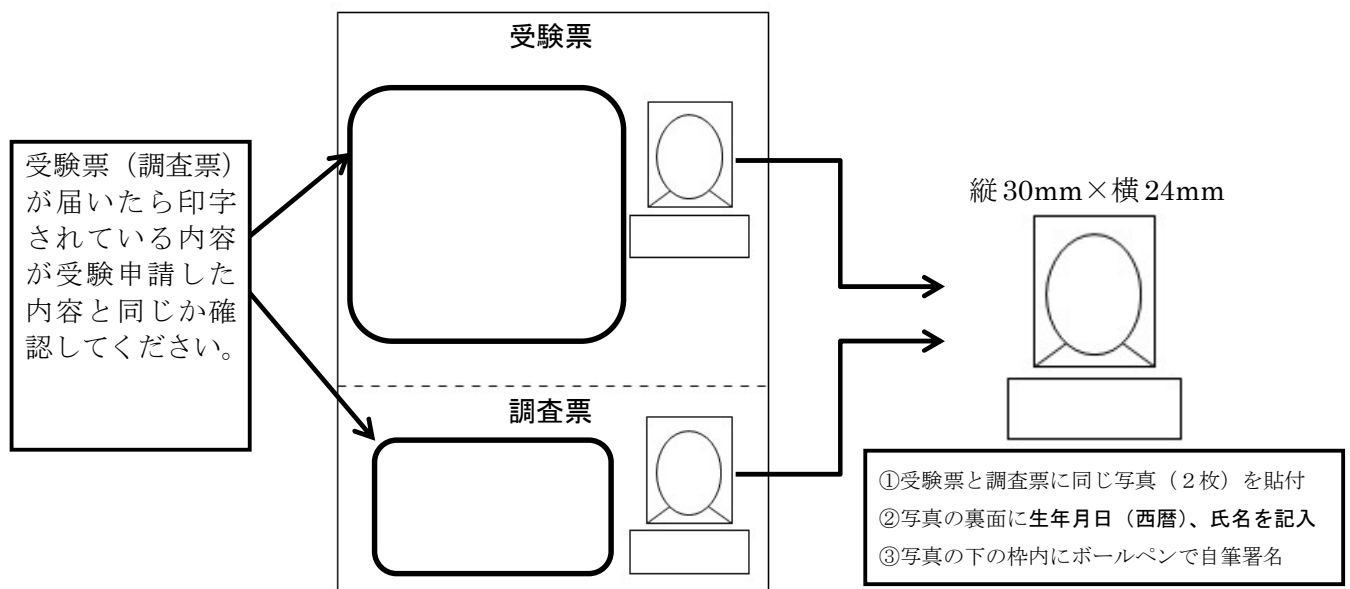 受験票
受験票（調査票）
が届いたら印字
されている内容
が受験申請した
内容と同じか確
認してください。
縦30mm×横24mm
調査票
①受験票と調査票に同じ写真（２枚）を貼付
②写真の裏面に生年月日（西暦）、氏名を記入
③写真の下の枠内にボールペンで自筆署名